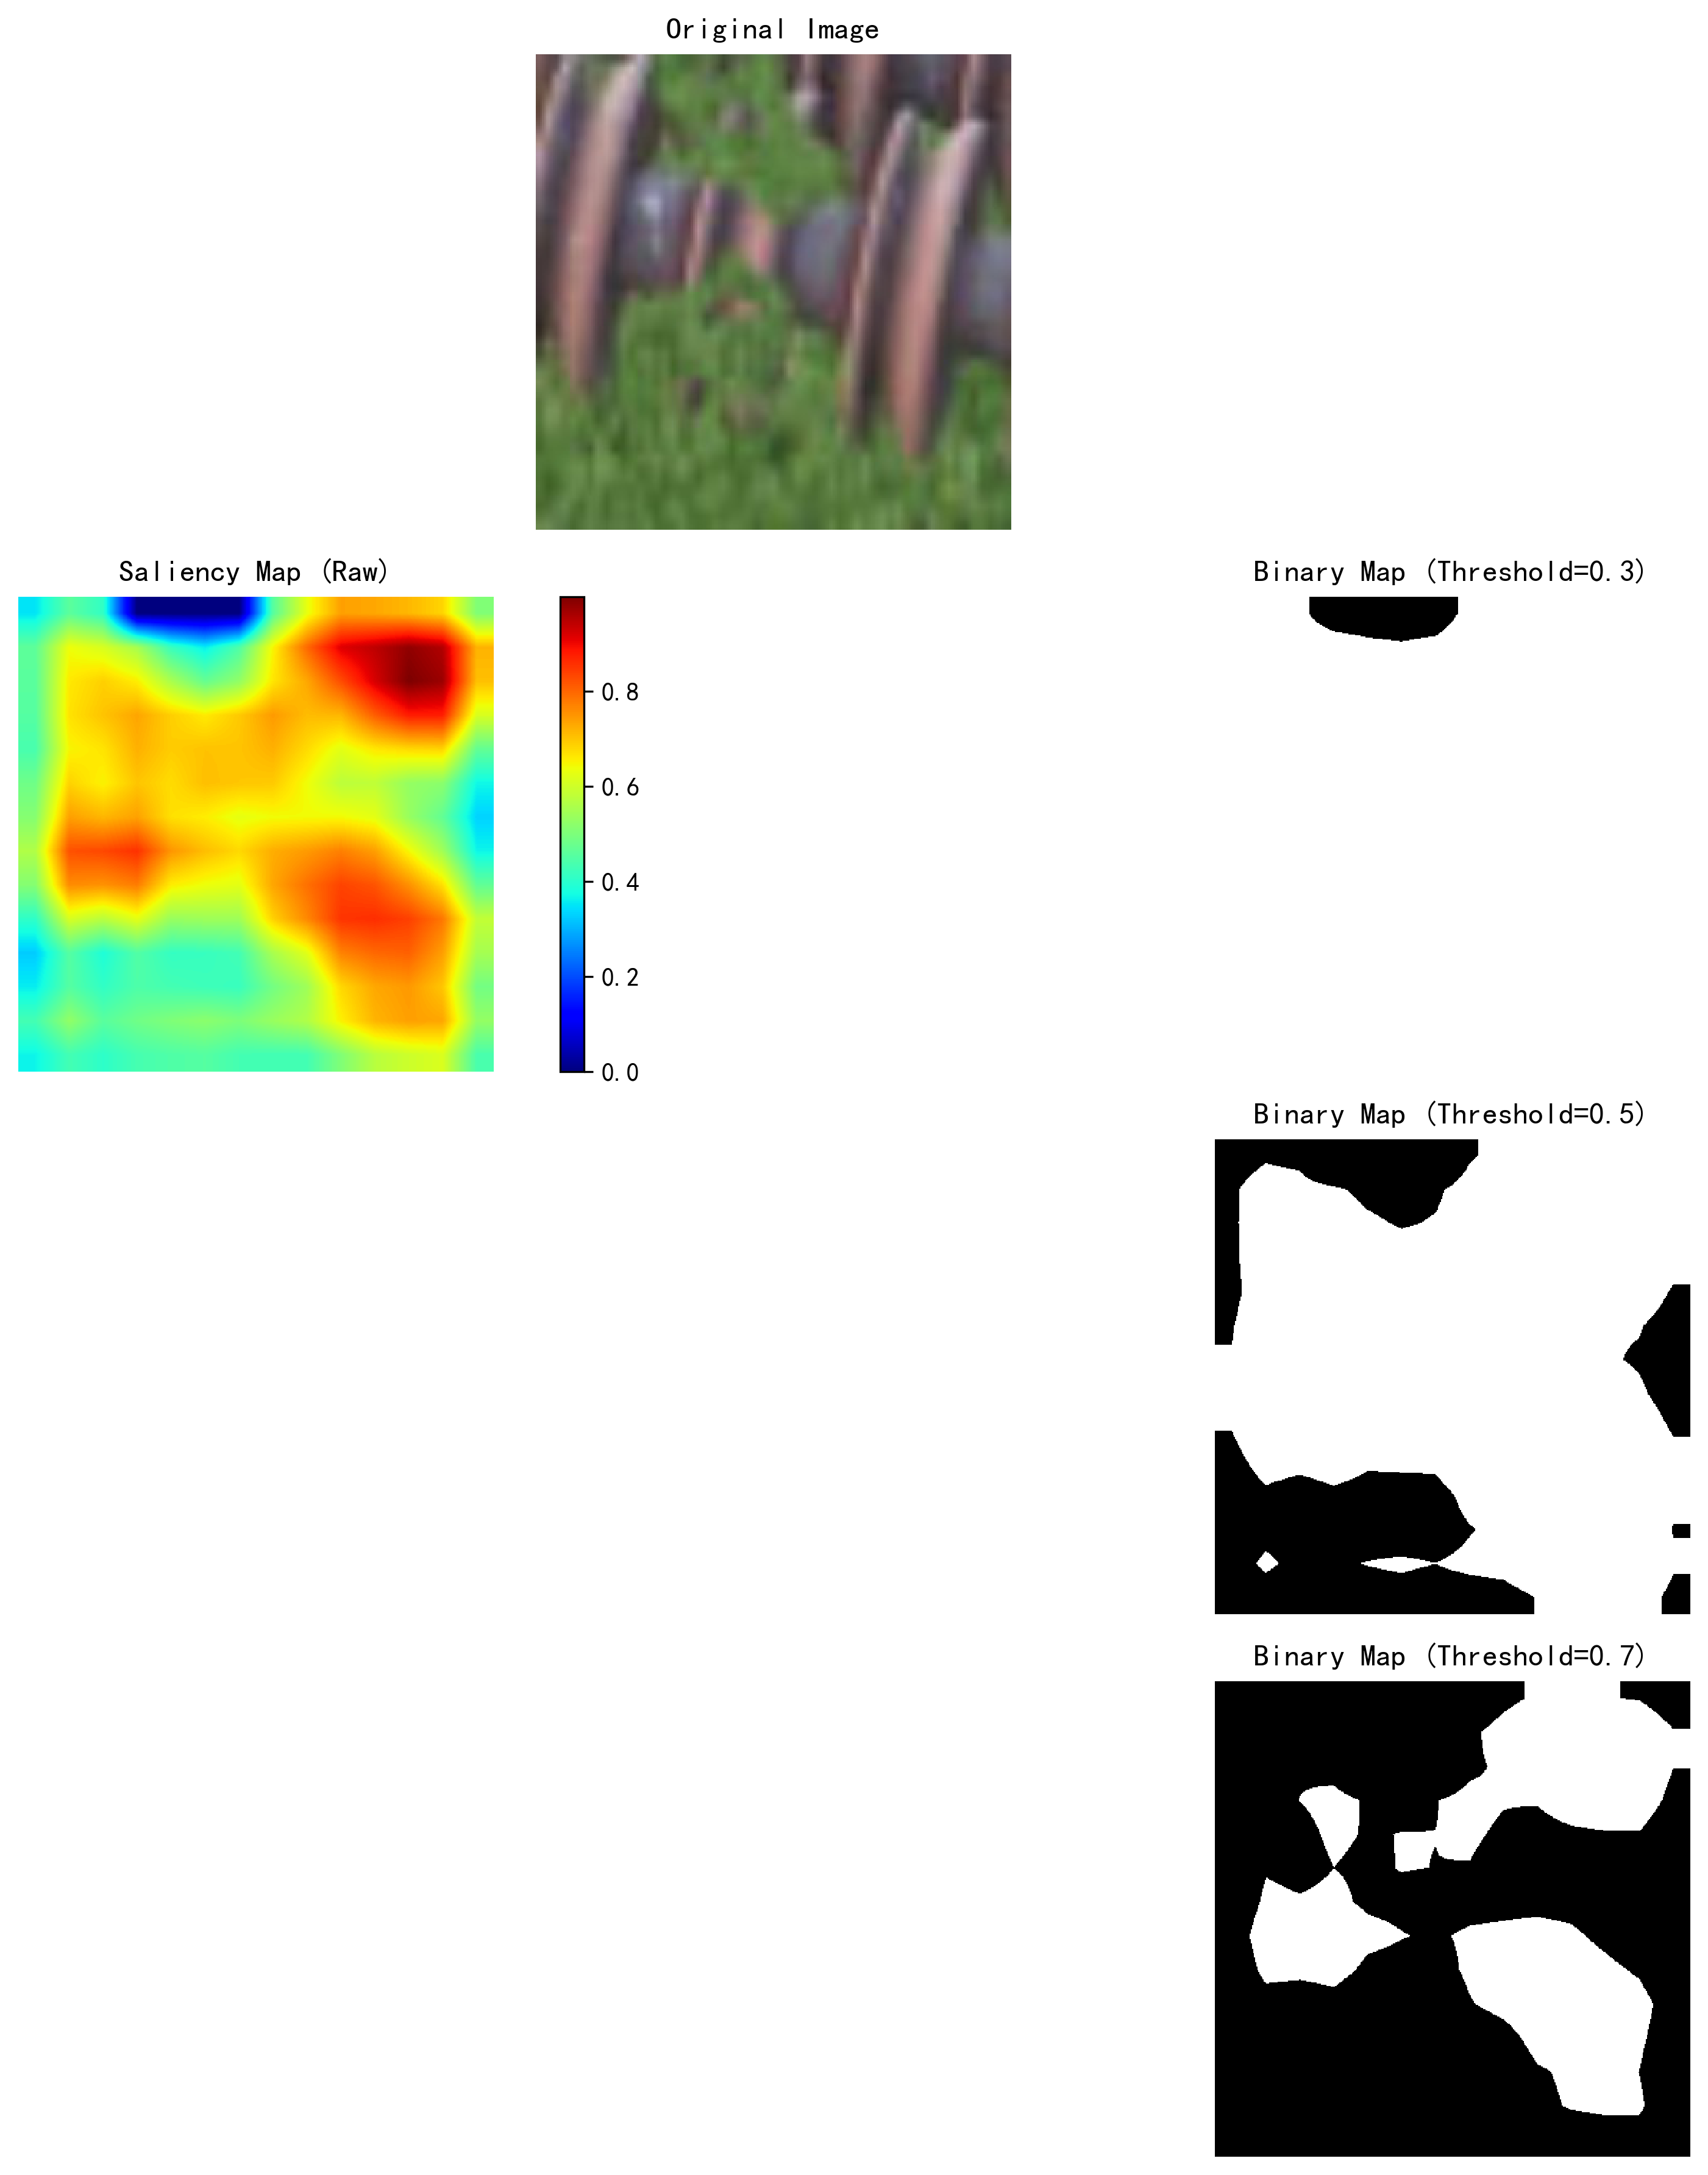 Original Image
Saliency Map (Raw)
Binary Map (Threshold=0.3)
0.8
0.6
0.4
0.2
0.0
Binary Map (Threshold=0.5)
Binary Map (Threshold=0.7)